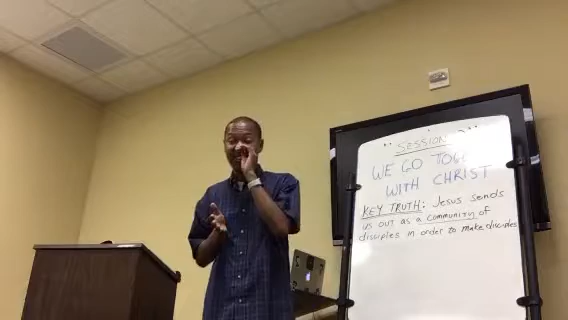 " SESSION
WE GO TOGE
WITH CHRIST
KEY TRUTH: Jesus sends
us out as a community of
disciples in order to make disciples